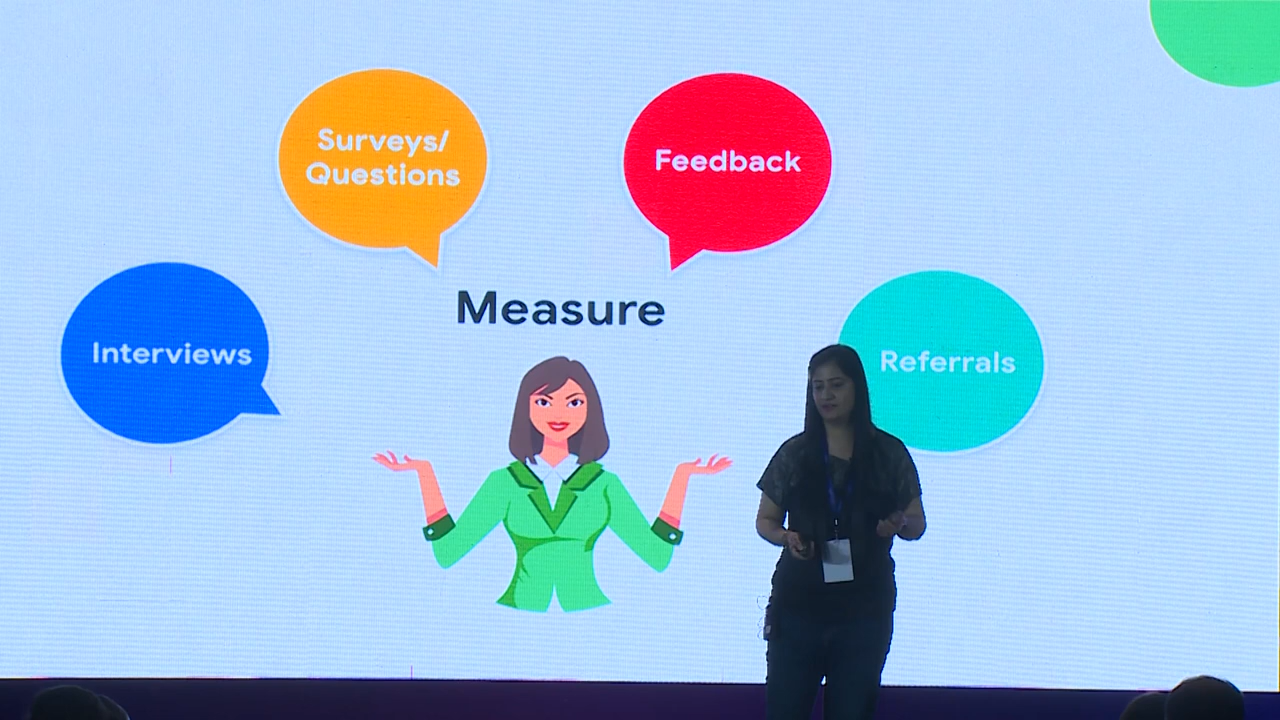 Surveys/
Questions
Feedback
Measure
Interviews
Referrals